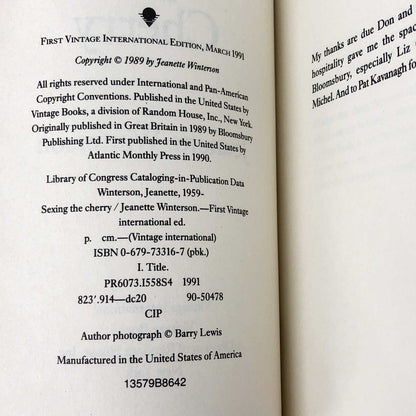 FIRST VINTAGE INTERNATIONAL EDITION, MARCH 1991
Copyright © 1989 by Jeanette Winterson
All rights reserved under International and Pan-American
Copyright Conventions. Published in the United States by
Vintage Books, a division of Random House, Inc., New York.
Originally published in Great Britain in 1989 by Bloomsbury
Publishing Ltd. First published in the United States by
Atlantic Monthly Press in 1990.
Library of Congress Cataloging-in-Publication Data
Winterson, Jeanette, 1959-
Sexing the cherry / Jeanette Winterson.—First Vintage
international ed.
p. cm.—(Vintage international)
ISBN 0-679-73316-7 (pbk.)
I. Title.
PR6073.I558S4 1991
823'.914—dc20 90-50478
CIP
Author photograph © Barry Lewis
Manufactured in the United States of America
13579B8642
My thanks are due Don and
hospitality gave me the spac
Bloomsbury, especially Liz
Michel. And to Pat Kavanagh fo